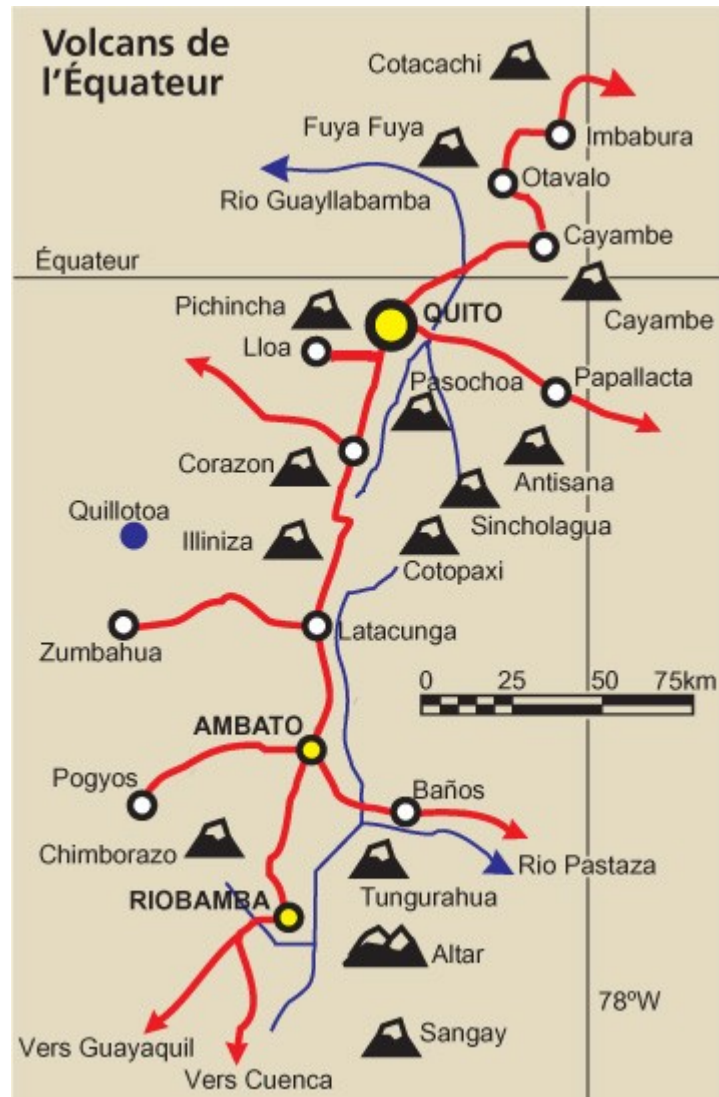 Volcans de
l'Équateur
Cotacachi
Fuya Fuya
Imbabura
Otavalo
Rio Guayllabamba
Cayambe
Équateur
Pichincha
QUITO
Cayambe
Lloa
Pasochoa
Papallacta
Corazon
Antisana
Quillotoa
Sincholagua
Illiniza
Cotopaxi
Latacunga
Zumbahua
0 25 50 75km
AMBATO
Pogyos
Baños
Chimborazo
Rio Pastaza
Tungurahua
RIOBAMBA
Altar
78ºW
Sangay
Vers Guayaquil
Vers Cuenca